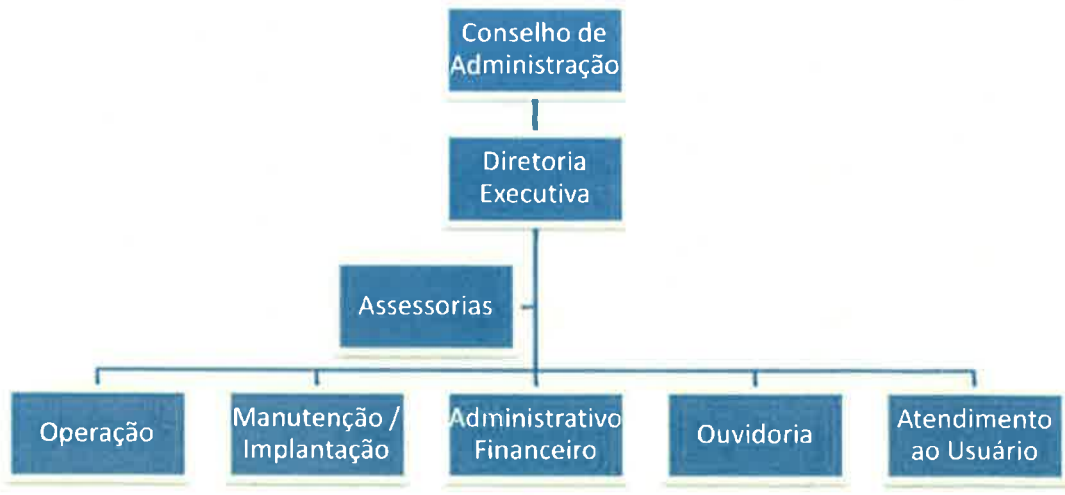 Conselho de
Administração
Diretoria
Executiva
Assessorias
Operação
Manutenção /
Implantação
Administrativo
Financeiro
Ouvidoria
Atendimento
ao Usuário